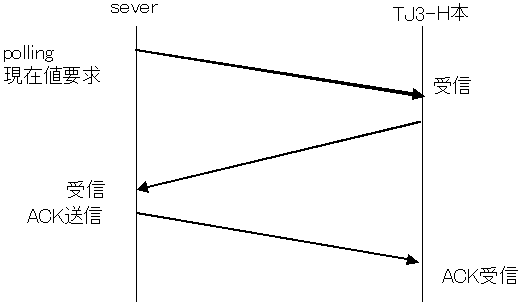 sever
TJ3-H本
polling
現在値要求
受信
受信
ACK送信
ACK受信